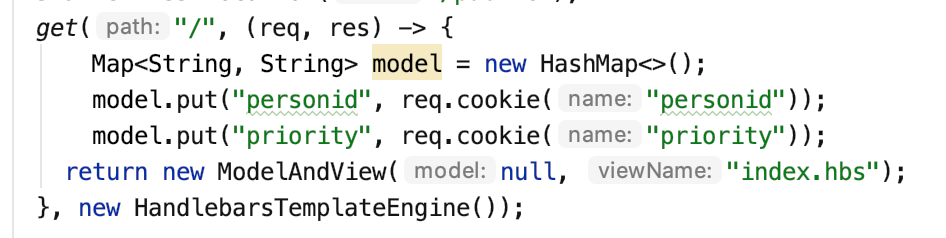 get( path: "/", (req, res) -> {
Map<String, String> model = new HashMap<>();
model.put("personid", req.cookie( name: "personid"));
model.put("priority", req.cookie( name: "priority"));
return new ModelAndView( model: null, viewName: "index.hbs");
}, new HandlebarsTemplateEngine());